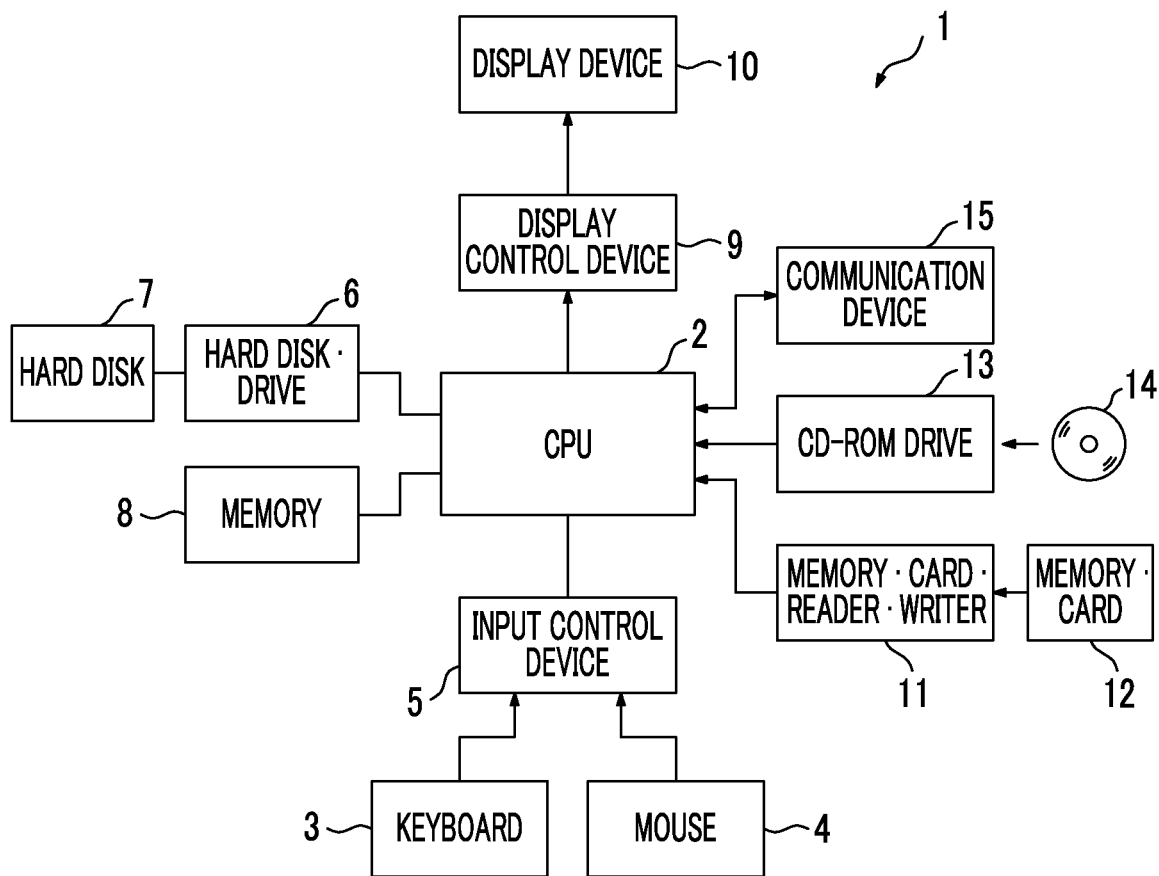 1
DISPLAY DEVICE
10
DISPLAY
CONTROL DEVICE
9
15
COMMUNICATION
DEVICE
7
6
HARD DISK
HARD DISK ·
DRIVE
2
CPU
13
CD-ROM DRIVE
14
8
MEMORY
MEMORY · CARD ·
READER · WRITER
11
MEMORY ·
CARD
12
INPUT CONTROL
DEVICE
5
3
KEYBOARD
MOUSE
4